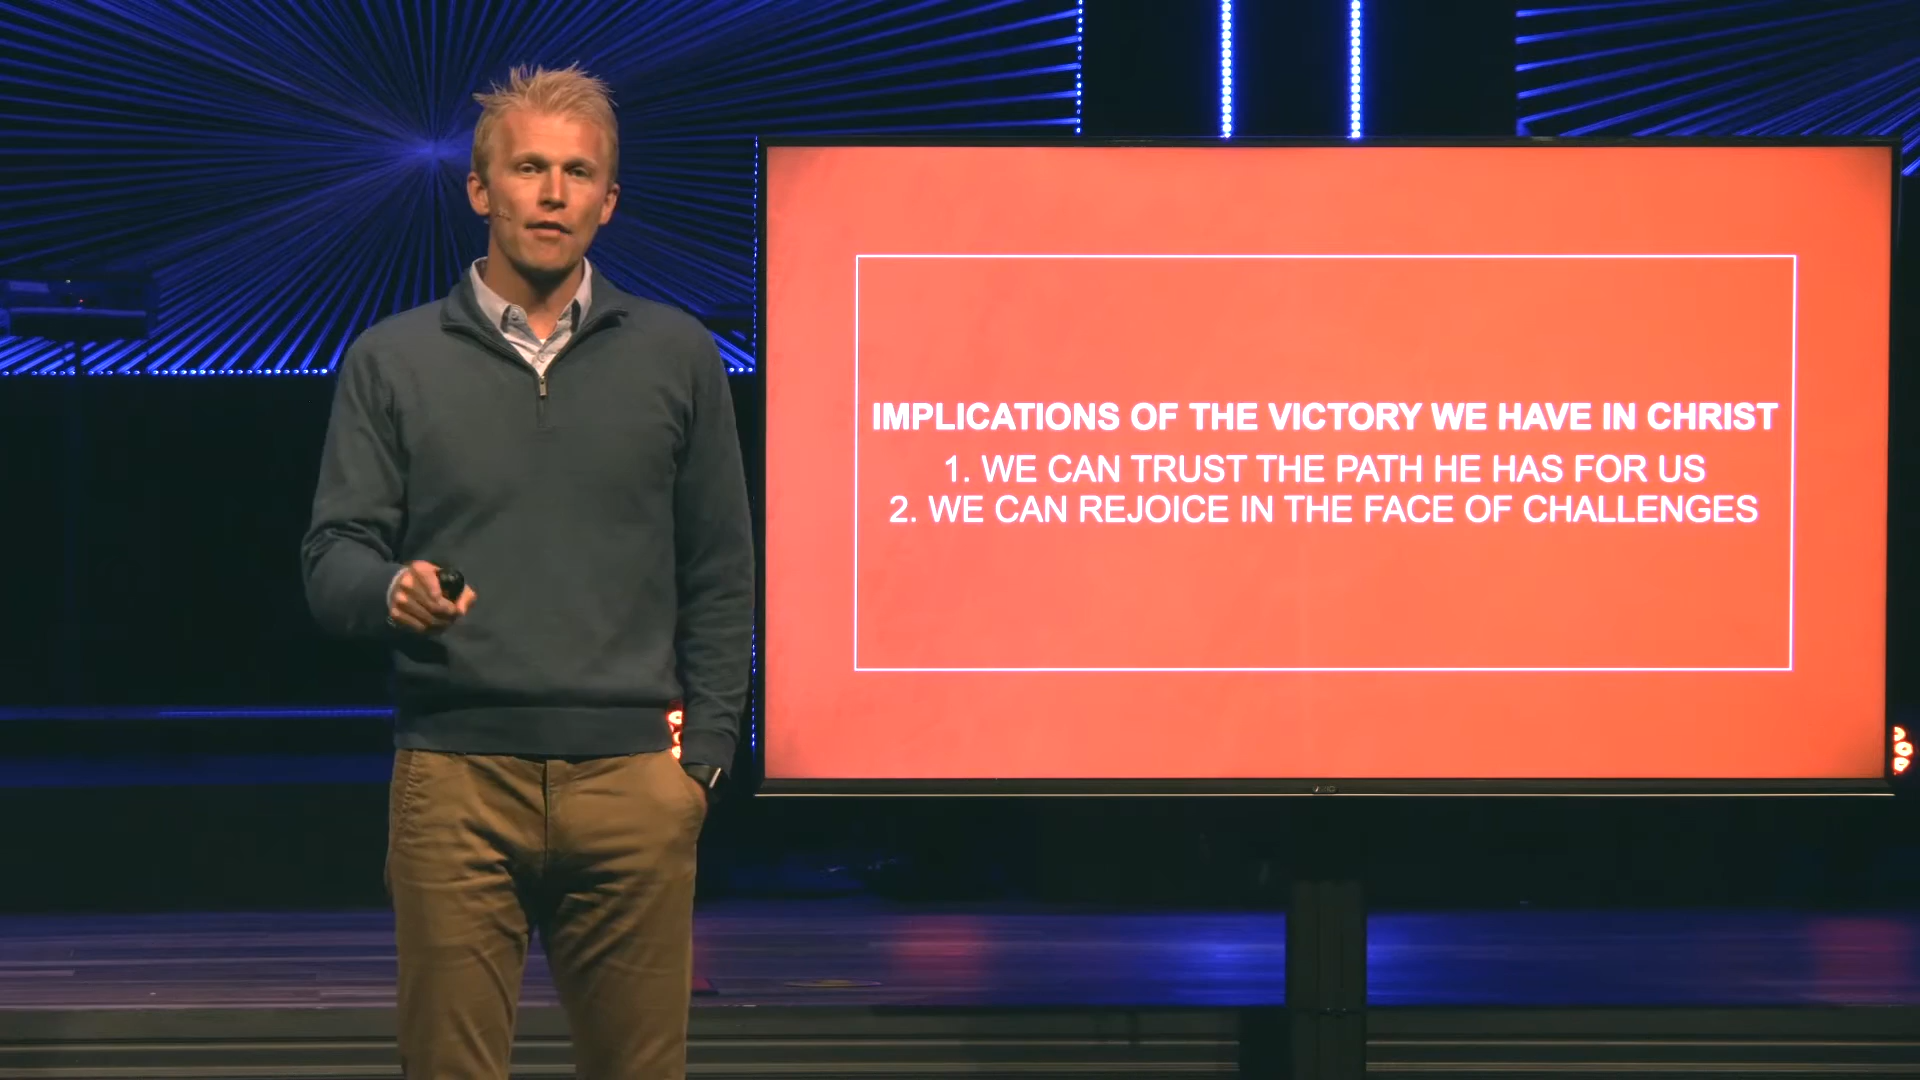 IMPLICATIONS OF THE VICTORY WE HAVE IN CHRIST
1. WE CAN TRUST THE PATH HE HAS FOR US
2. WE CAN REJOICE IN THE FACE OF CHALLENGES